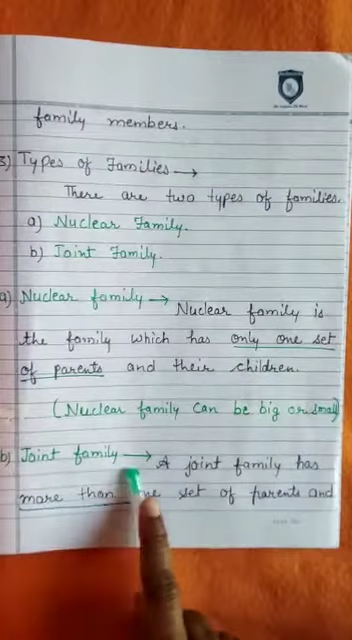 family members.
3) Types of Families →
There are two types of families.
a) Nuclear Family.
b) Joint Family.
a) Nuclear family → Nuclear family is
the family which has only one set
of parents and their children.
(Nuclear family can be big or small)
b) Joint family → A joint family has
more than one set of parents and